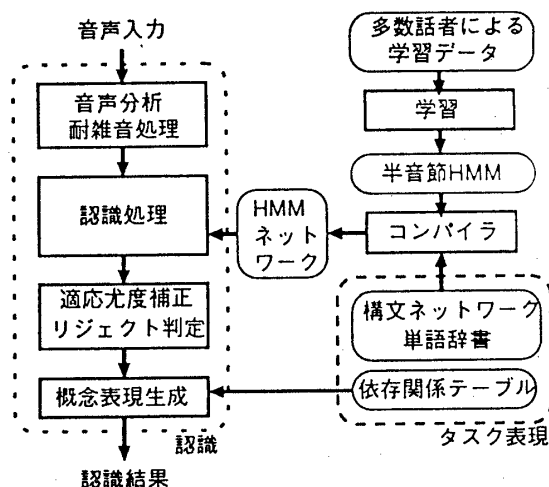 音声入力
音声分析
耐雑音処理
認識処理
適応尤度補正
リジェクト判定
概念表現生成
認識
認識結果
HMM
ネット
ワーク
多数話者による
学習データ
学習
半音節HMM
コンパイラ
構文ネットワーク
単語辞書
依存関係テーブル
タスク表現